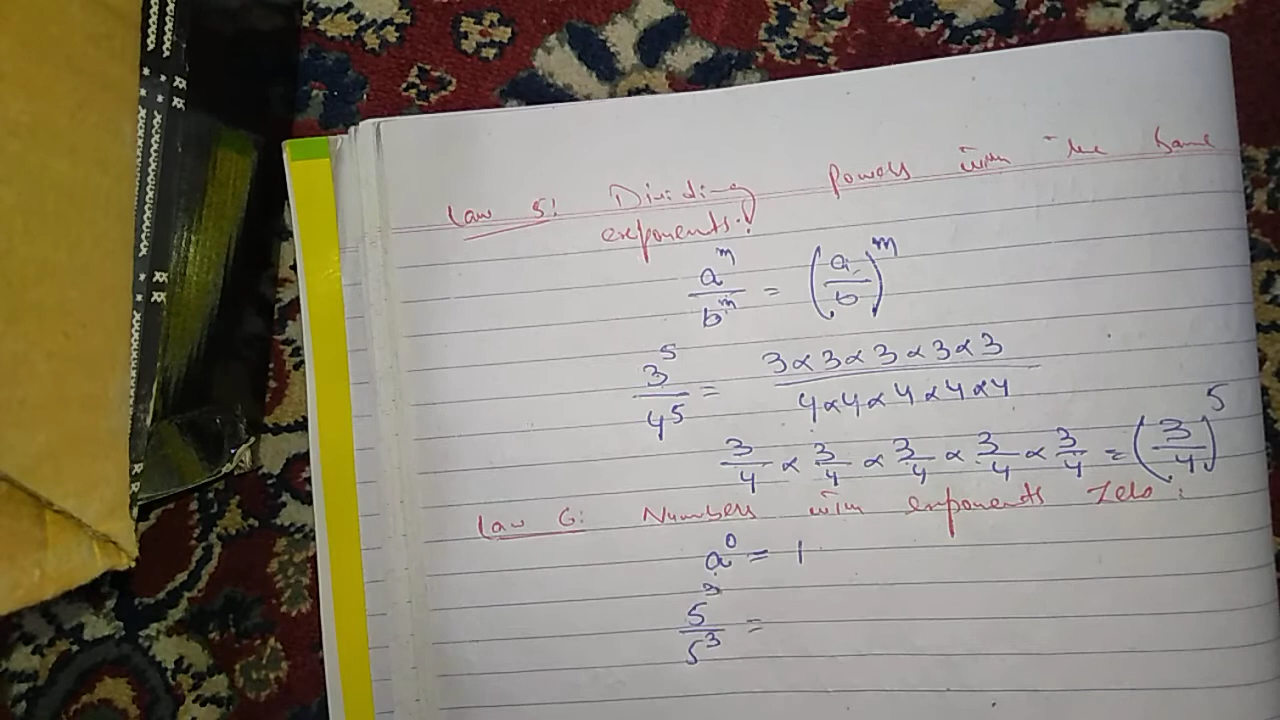 Law 5: Dividing Powers with the Same
exponents:
a^m / b^m = (a/b)^m
3^5 / 4^5 = 3×3×3×3×3 / 4×4×4×4×4
3/4 × 3/4 × 3/4 × 3/4 × 3/4 = (3/4)^5
Law 6: Numbers with exponents Zero:
a^0 = 1
5^3 / 5^3 =